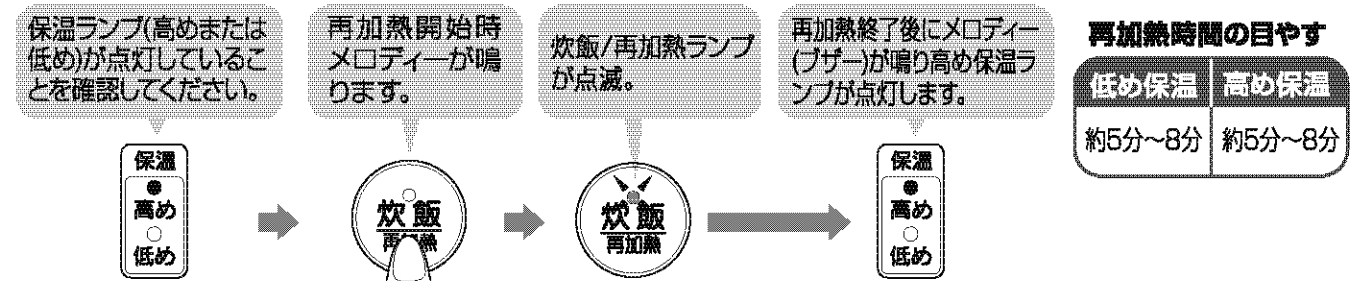 保温ランプ(高めまたは
低め)が点灯しているこ
とを確認してください。
再加熱開始時
メロディーが鳴
ります。
炊飯/再加熱ランプ
が点滅。
再加熱終了後にメロディー
(ブザー)が鳴り高め保温ラ
ンプが点灯します。
再加熱時間の目やす
低め保温 高め保温
約5分～8分 約5分～8分
保温
高め
低め
炊飯
再加熱
炊飯
再加熱
保温
高め
低め